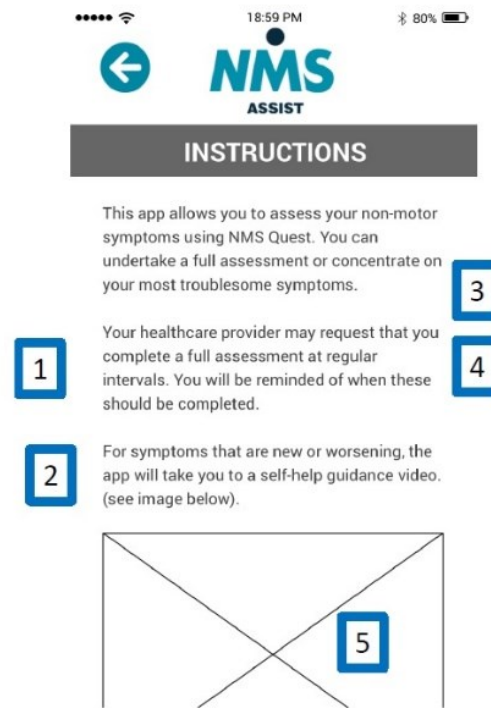 18:59 PM
80%
NMS
ASSIST
INSTRUCTIONS
This app allows you to assess your non-motor
symptoms using NMS Quest. You can
undertake a full assessment or concentrate on
your most troublesome symptoms.
3
Your healthcare provider may request that you
complete a full assessment at regular
intervals. You will be reminded of when these
should be completed.
1
4
For symptoms that are new or worsening, the
app will take you to a self-help guidance video.
(see image below).
2
5